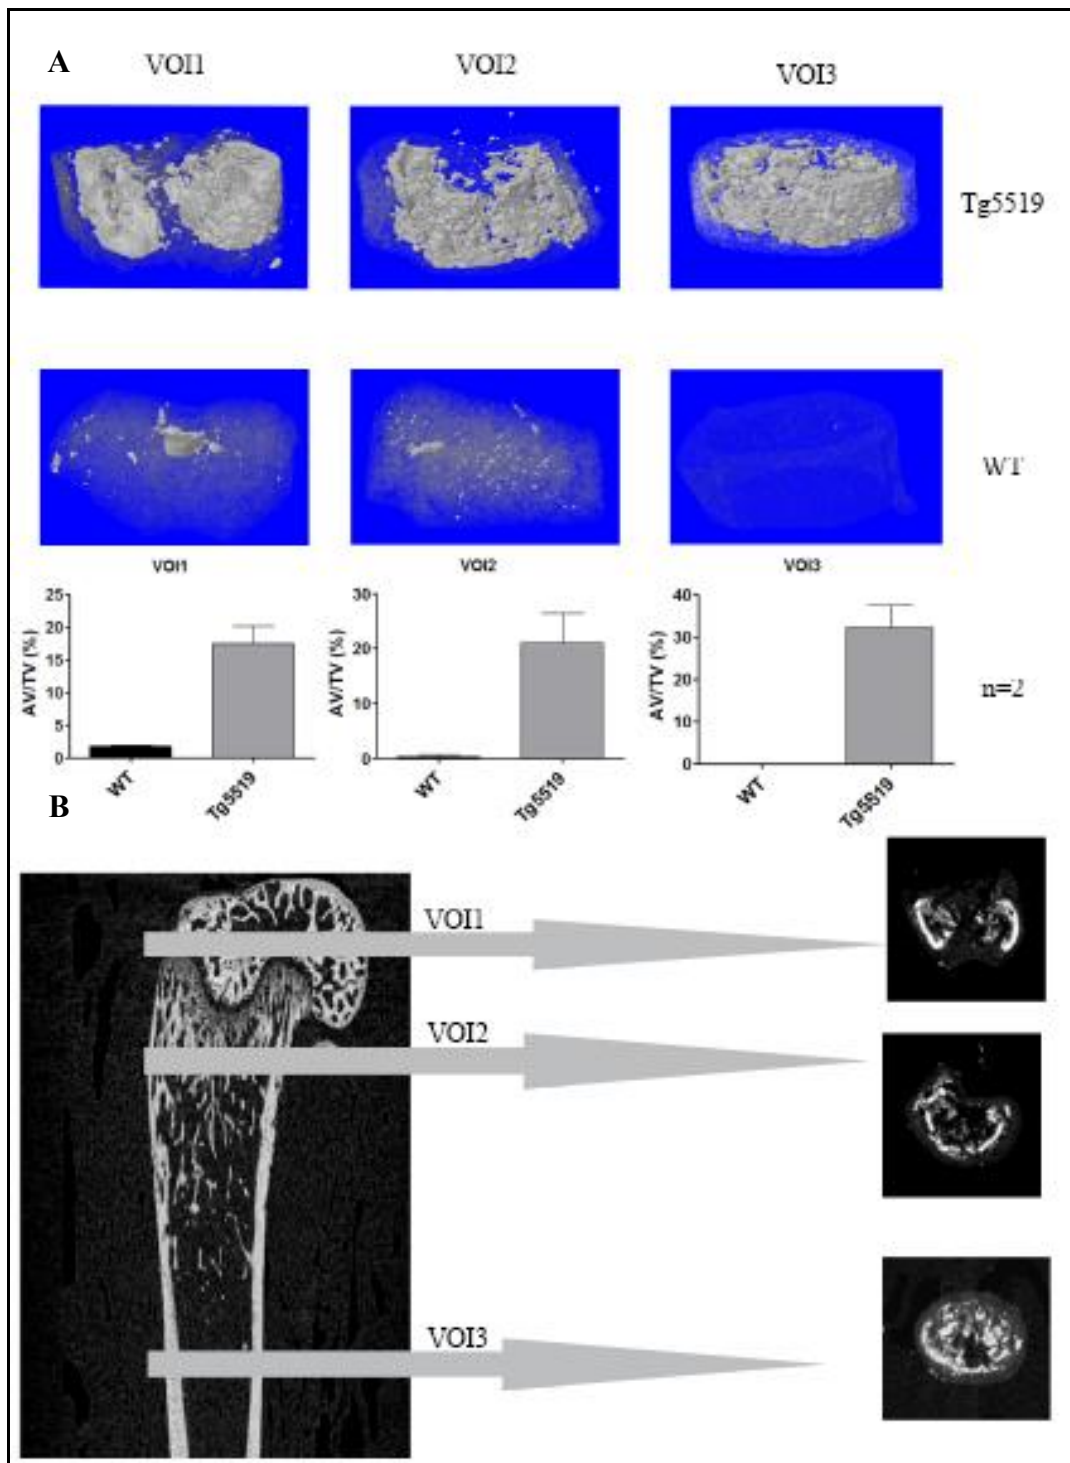 A
VOI1 VOI2 VOI3
Tg5519
WT
VOI1 VOI2 VOI3
AV/TV (%)
25
20
15
10
5
0
WT Tg5519
AV/TV (%)
30
20
10
0
WT Tg5519
AV/TV (%)
40
30
20
10
0
WT Tg5519
n=2
B
VOI1
VOI2
VOI3